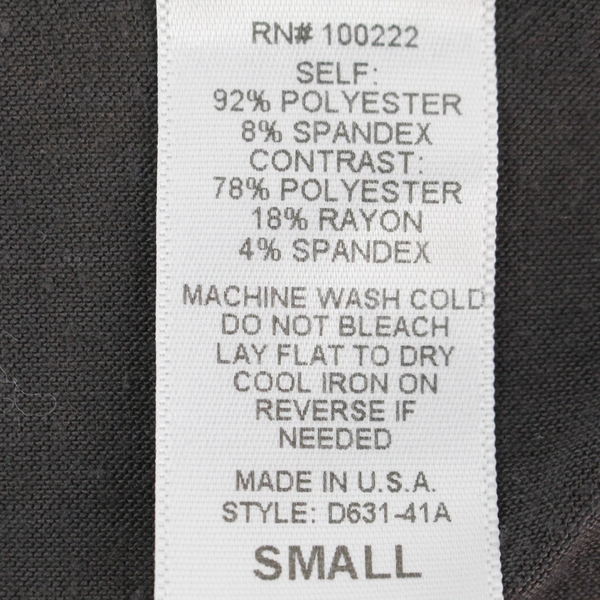 RN# 100222
SELF:
92% POLYESTER
8% SPANDEX
CONTRAST:
78% POLYESTER
18% RAYON
4% SPANDEX
MACHINE WASH COLD
DO NOT BLEACH
LAY FLAT TO DRY
COOL IRON ON
REVERSE IF
NEEDED
MADE IN U.S.A.
STYLE: D631-41A
SMALL